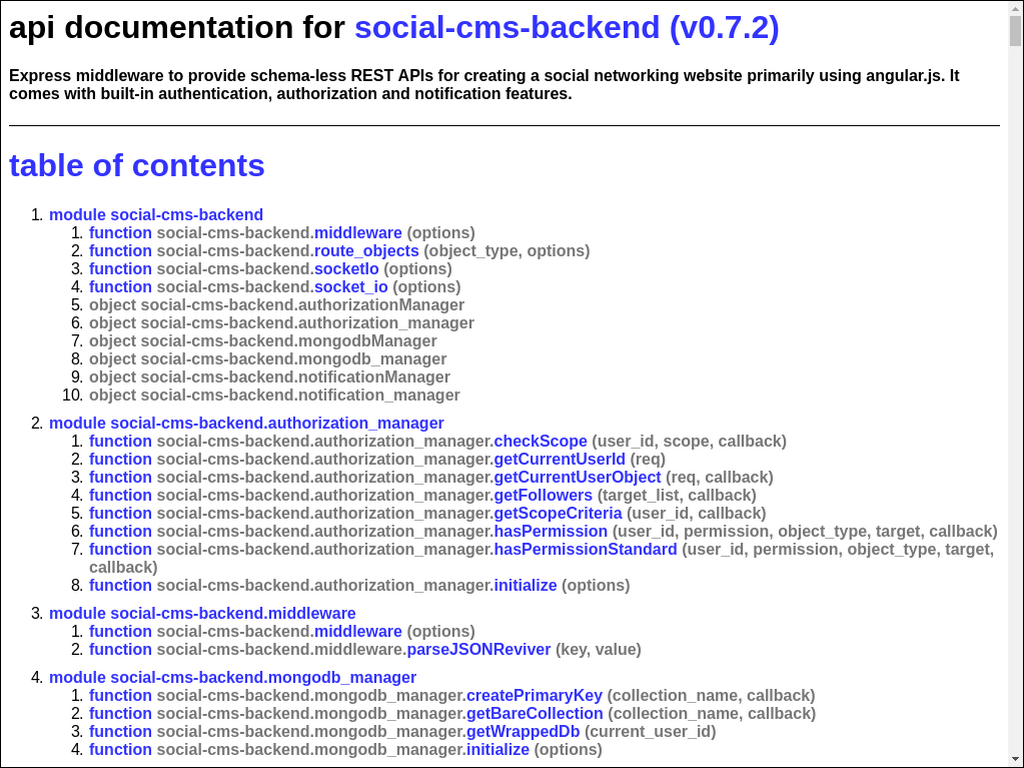 api documentation for social-cms-backend (v0.7.2)
Express middleware to provide schema-less REST APIs for creating a social networking website primarily using angular.js. It
comes with built-in authentication, authorization and notification features.
table of contents
1. module social-cms-backend
1. function social-cms-backend.middleware (options)
2. function social-cms-backend.route_objects (object_type, options)
3. function social-cms-backend.socketIo (options)
4. function social-cms-backend.socket_io (options)
5. object social-cms-backend.authorizationManager
6. object social-cms-backend.authorization_manager
7. object social-cms-backend.mongodbManager
8. object social-cms-backend.mongodb_manager
9. object social-cms-backend.notificationManager
10. object social-cms-backend.notification_manager
2. module social-cms-backend.authorization_manager
1. function social-cms-backend.authorization_manager.checkScope (user_id, scope, callback)
2. function social-cms-backend.authorization_manager.getCurrentUserId (req)
3. function social-cms-backend.authorization_manager.getCurrentUserObject (req, callback)
4. function social-cms-backend.authorization_manager.getFollowers (target_list, callback)
5. function social-cms-backend.authorization_manager.getScopeCriteria (user_id, callback)
6. function social-cms-backend.authorization_manager.hasPermission (user_id, permission, object_type, target, callback)
7. function social-cms-backend.authorization_manager.hasPermissionStandard (user_id, permission, object_type, target,
callback)
8. function social-cms-backend.authorization_manager.initialize (options)
3. module social-cms-backend.middleware
1. function social-cms-backend.middleware (options)
2. function social-cms-backend.middleware.parseJSONReviver (key, value)
4. module social-cms-backend.mongodb_manager
1. function social-cms-backend.mongodb_manager.createPrimaryKey (collection_name, callback)
2. function social-cms-backend.mongodb_manager.getBareCollection (collection_name, callback)
3. function social-cms-backend.mongodb_manager.getWrappedDb (current_user_id)
4. function social-cms-backend.mongodb_manager.initialize (options)